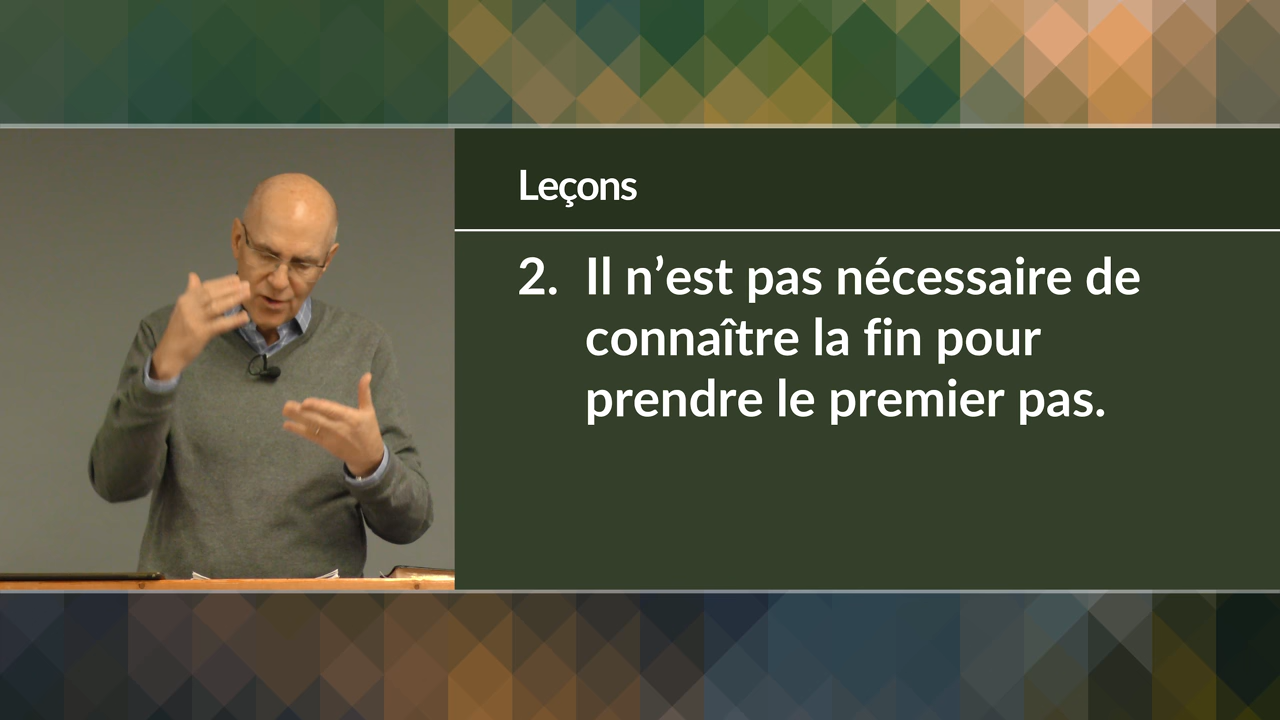 Leçons
2. Il n’est pas nécessaire de
connaître la fin pour
prendre le premier pas.